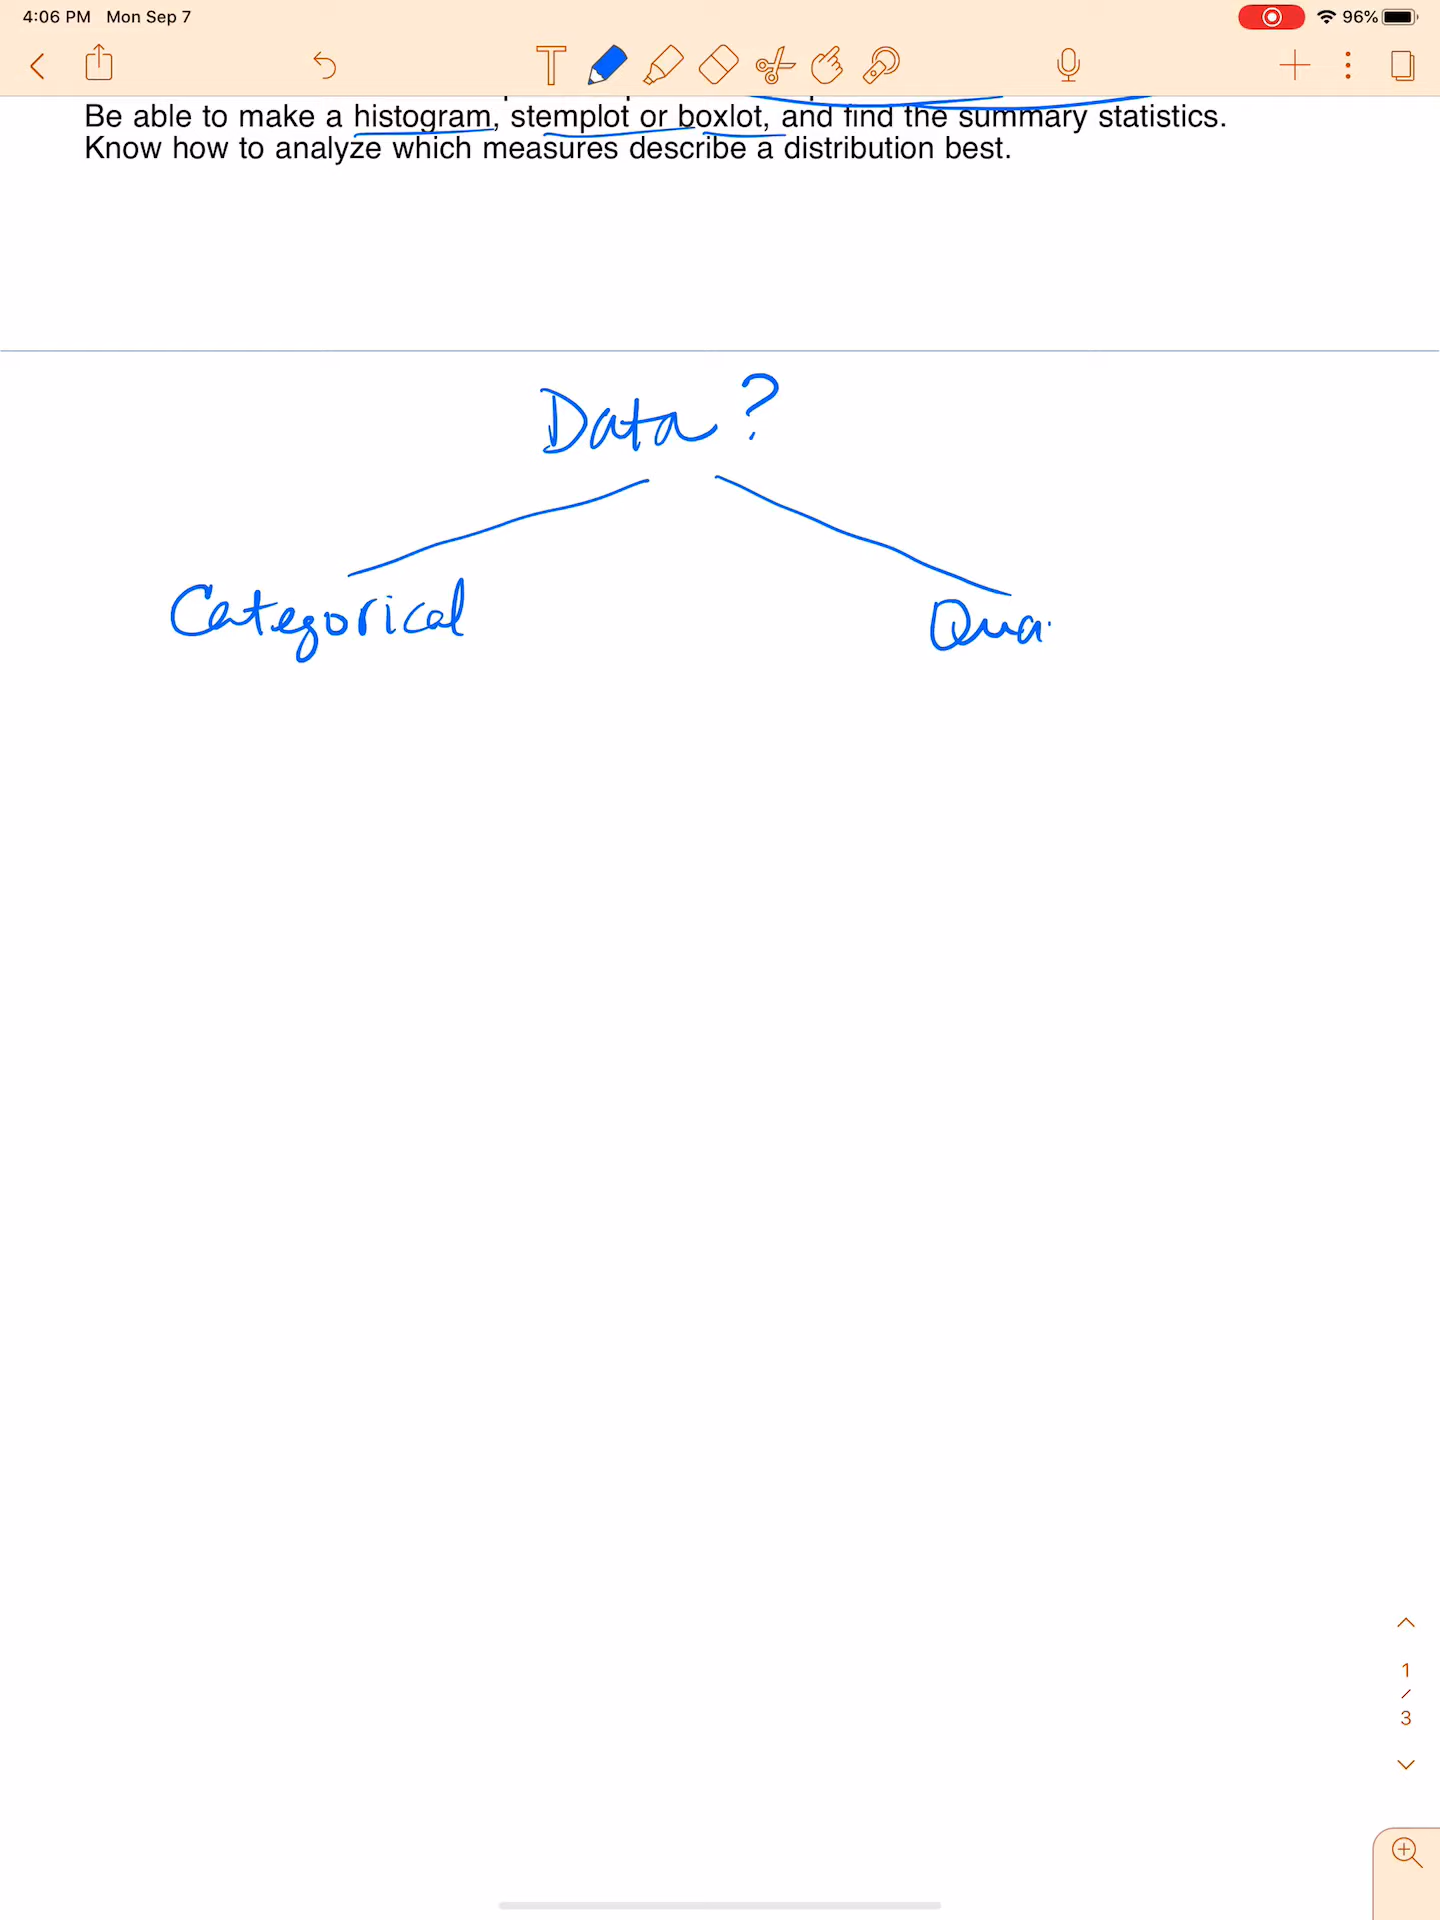 4:06 PM Mon Sep 7
96%
T
Be able to make a histogram, stemplot or boxlot, and find the summary statistics.
Know how to analyze which measures describe a distribution best.
Data?
Categorical
Qua
1
/
3